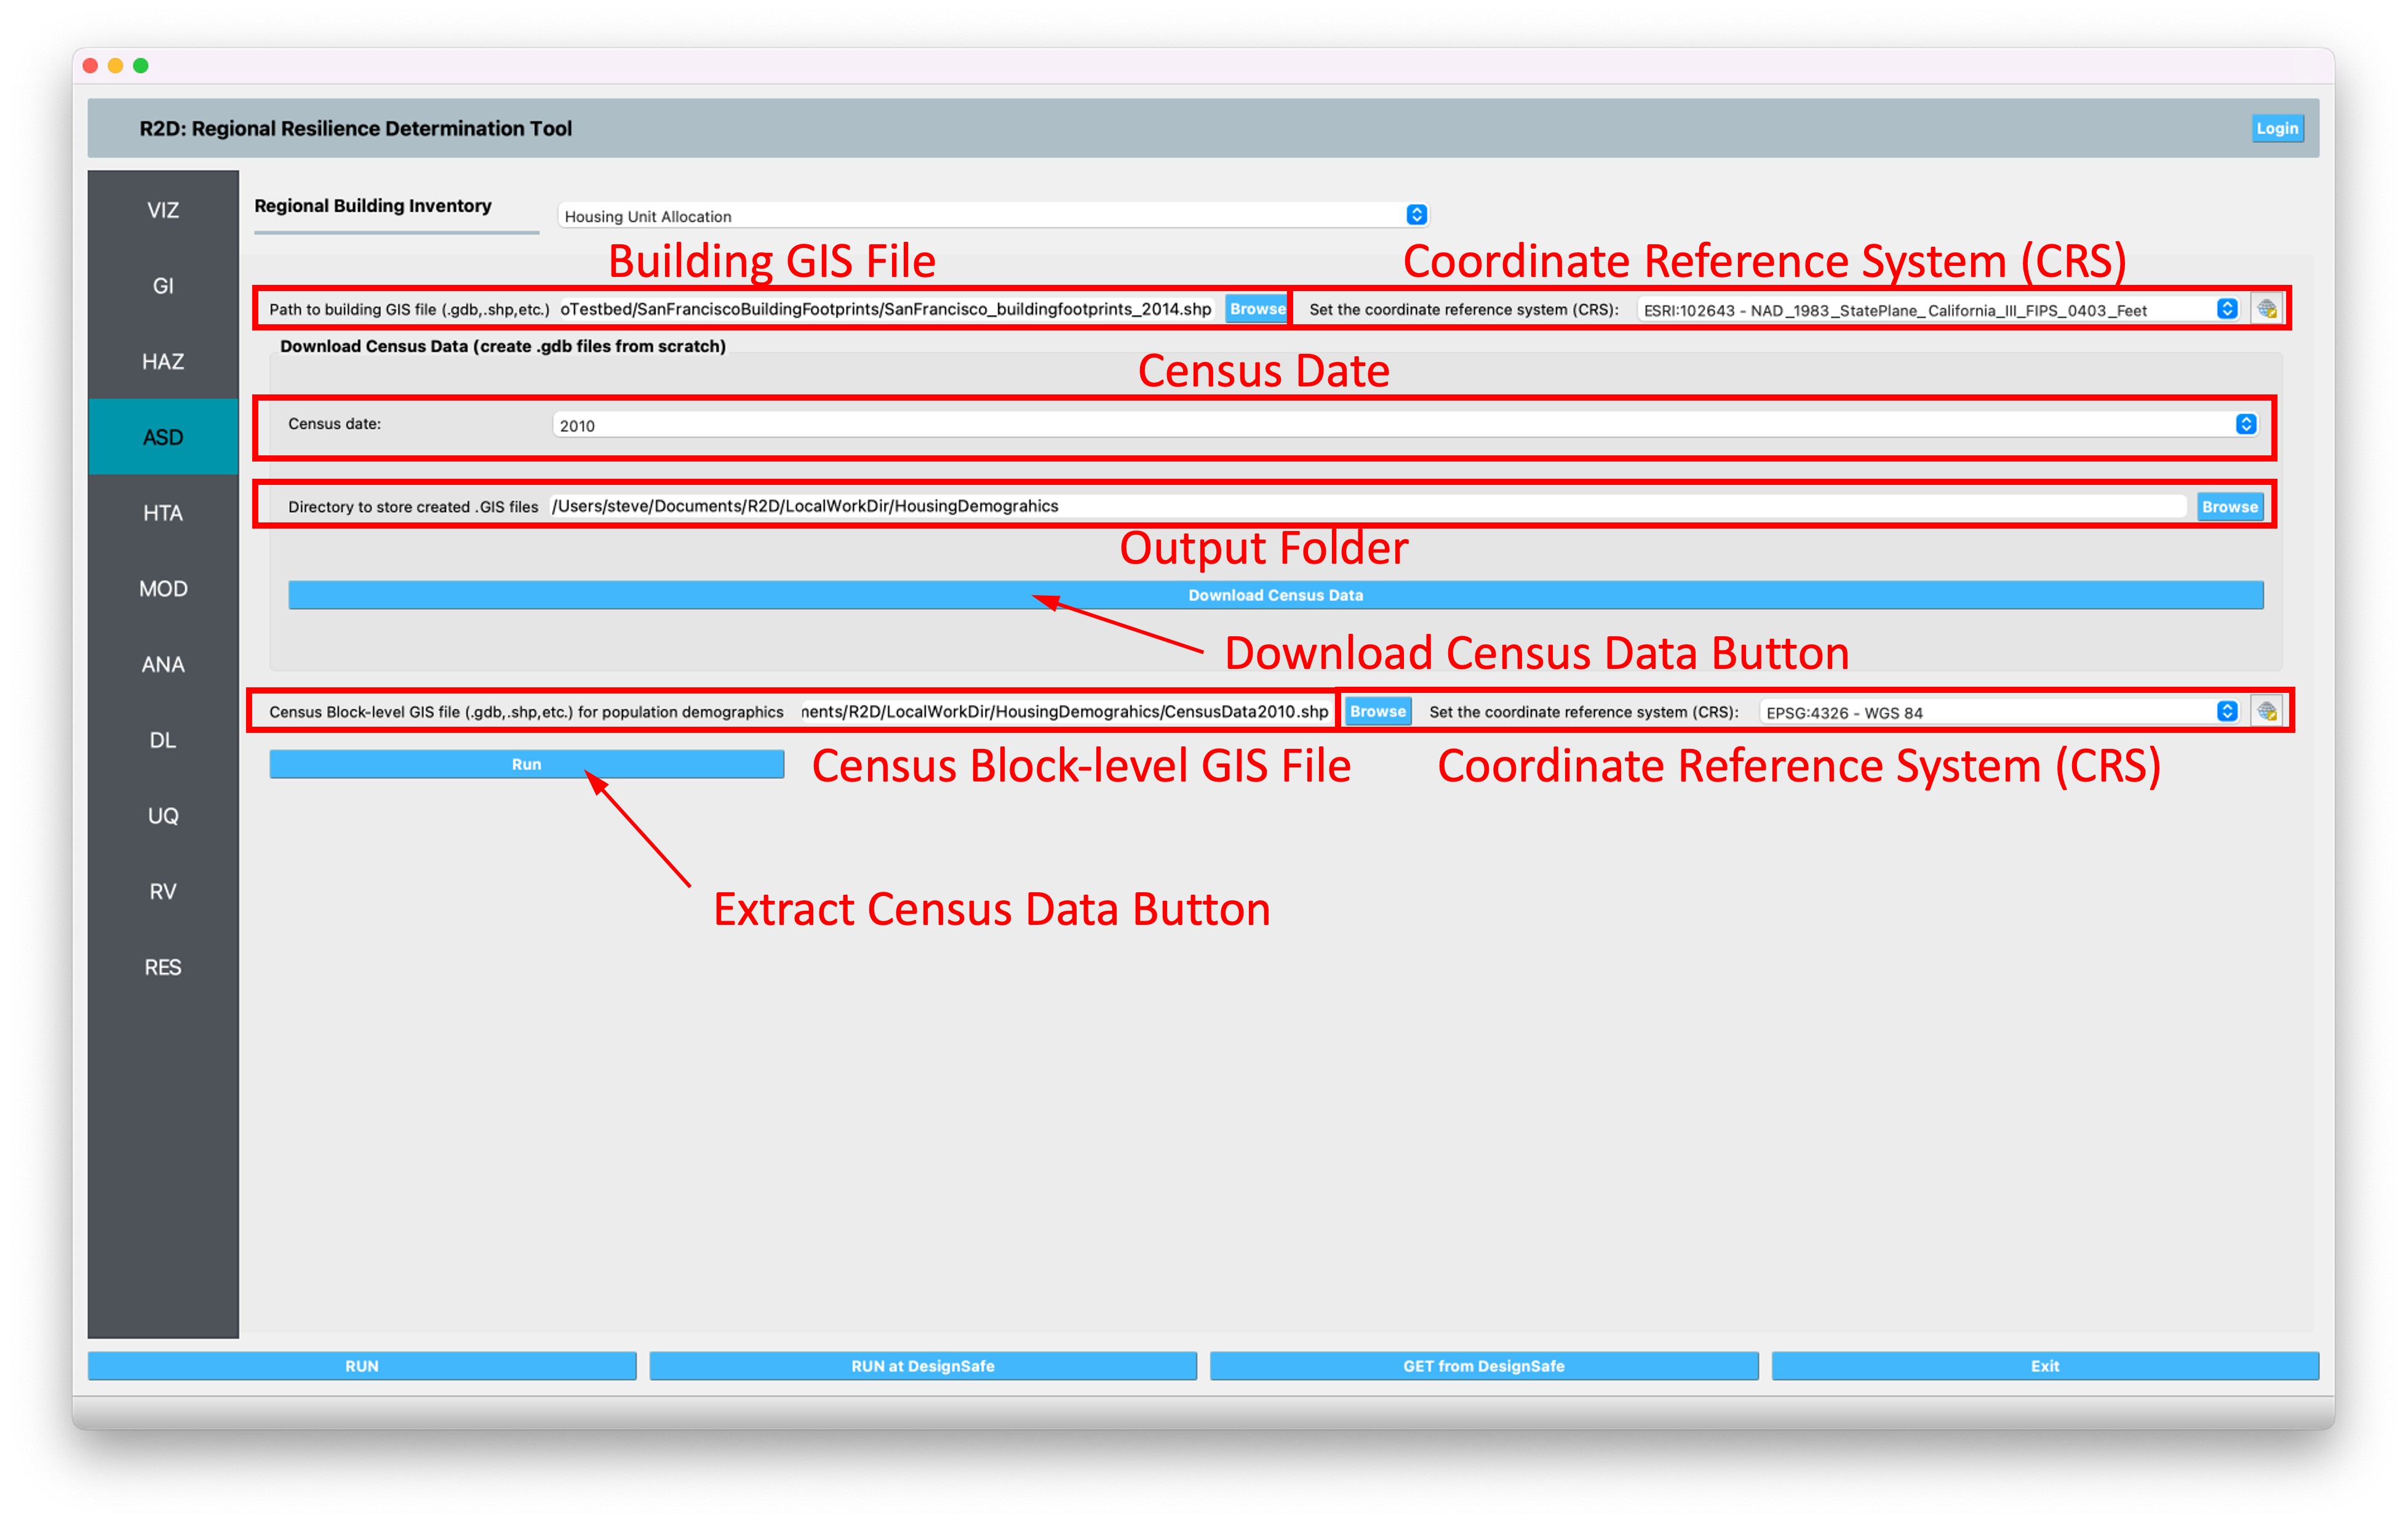 R2D: Regional Resilience Determination Tool
Login
VIZ
GI
HAZ
ASD
HTA
MOD
ANA
DL
UQ
RV
RES
Regional Building Inventory
Housing Unit Allocation
Building GIS File
Coordinate Reference System (CRS)
Path to building GIS file (.gdb,.shp,etc.) oTestbed/SanFranciscoBuildingFootprints/SanFrancisco_buildingfootprints_2014.shp Browse Set the coordinate reference system (CRS): ESRI:102643 - NAD_1983_StatePlane_California_III_FIPS_0403_Feet
Download Census Data (create .gdb files from scratch)
Census Date
Census date: 2010
Directory to store created .GIS files /Users/steve/Documents/R2D/LocalWorkDir/HousingDemograhics Browse
Output Folder
Download Census Data
Download Census Data Button
Census Block-level GIS file (.gdb,.shp,etc.) for population demographics nents/R2D/LocalWorkDir/HousingDemograhics/CensusData2010.shp Browse Set the coordinate reference system (CRS): EPSG:4326 - WGS 84
Run
Census Block-level GIS File
Coordinate Reference System (CRS)
Extract Census Data Button
RUN
RUN at DesignSafe
GET from DesignSafe
Exit